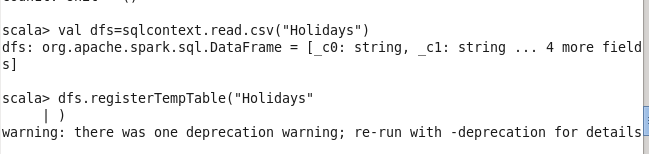 scala> val dfs=sqlcontext.read.csv("Holidays")
dfs: org.apache.spark.sql.DataFrame = [_c0: string, _c1: string ... 4 more field
s]
scala> dfs.registerTempTable("Holidays"
     | )
warning: there was one deprecation warning; re-run with -deprecation for details